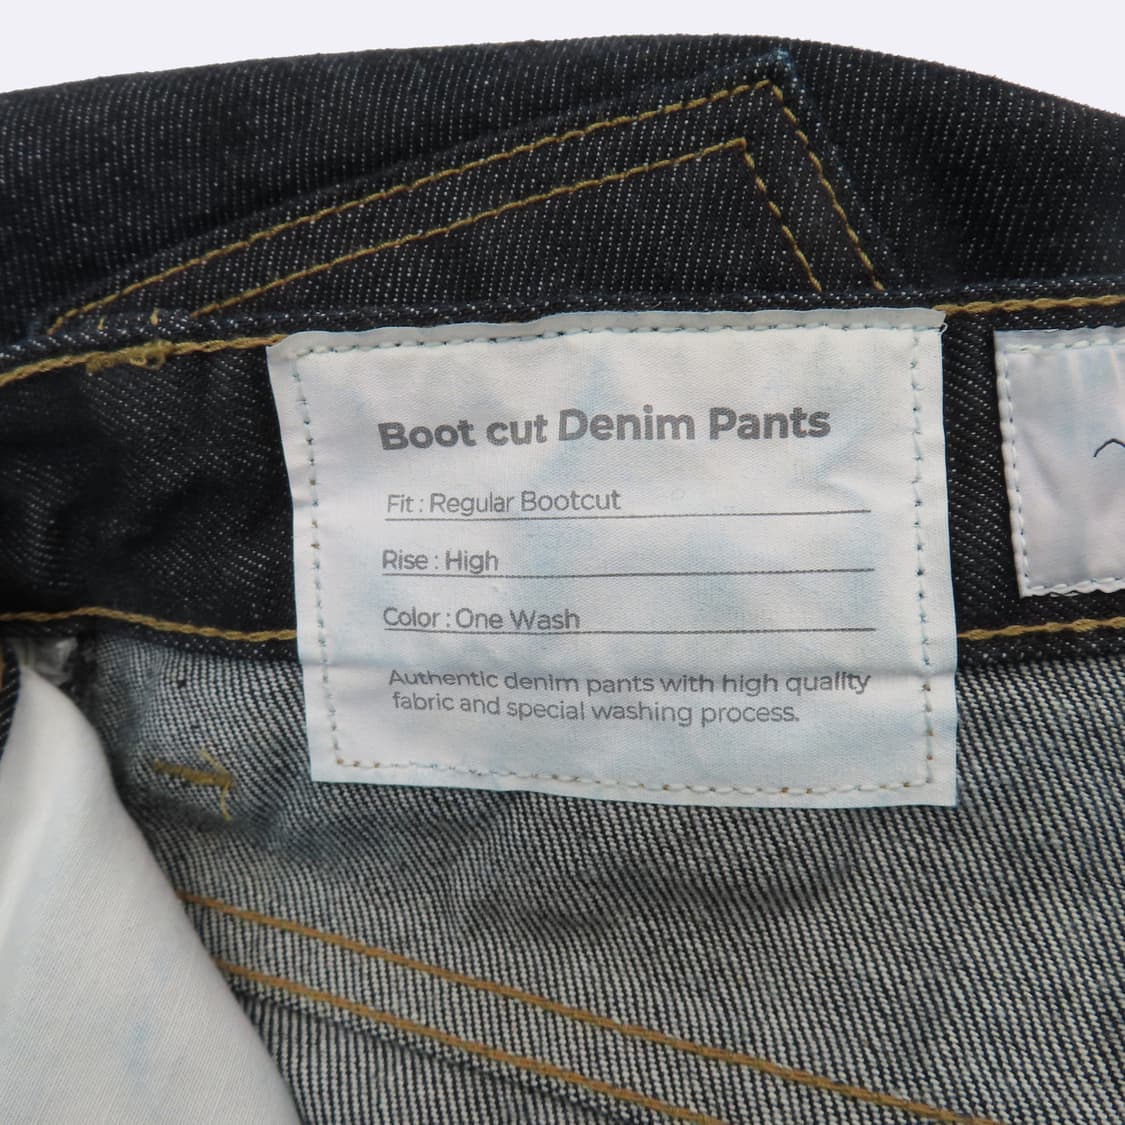 Boot cut Denim Pants
Fit : Regular Bootcut
Rise : High
Color : One Wash
Authentic denim pants with high quality
fabric and special washing process.